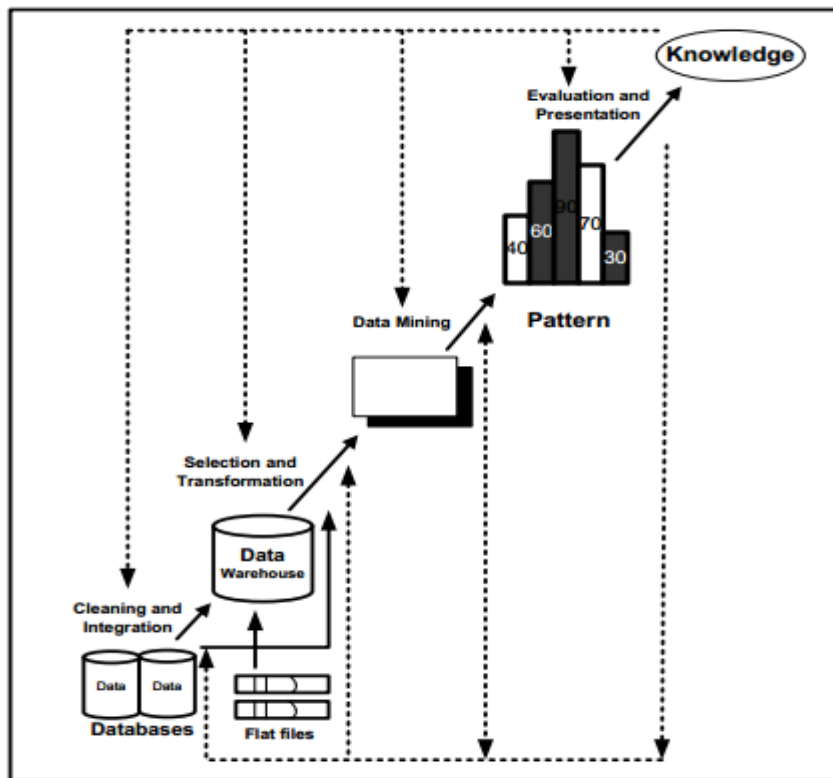 Knowledge
Evaluation and
Presentation
40
60
90
70
30
Pattern
Data Mining
Selection and
Transformation
Data
Warehouse
Cleaning and
Integration
Data
Data
Databases
Flat files